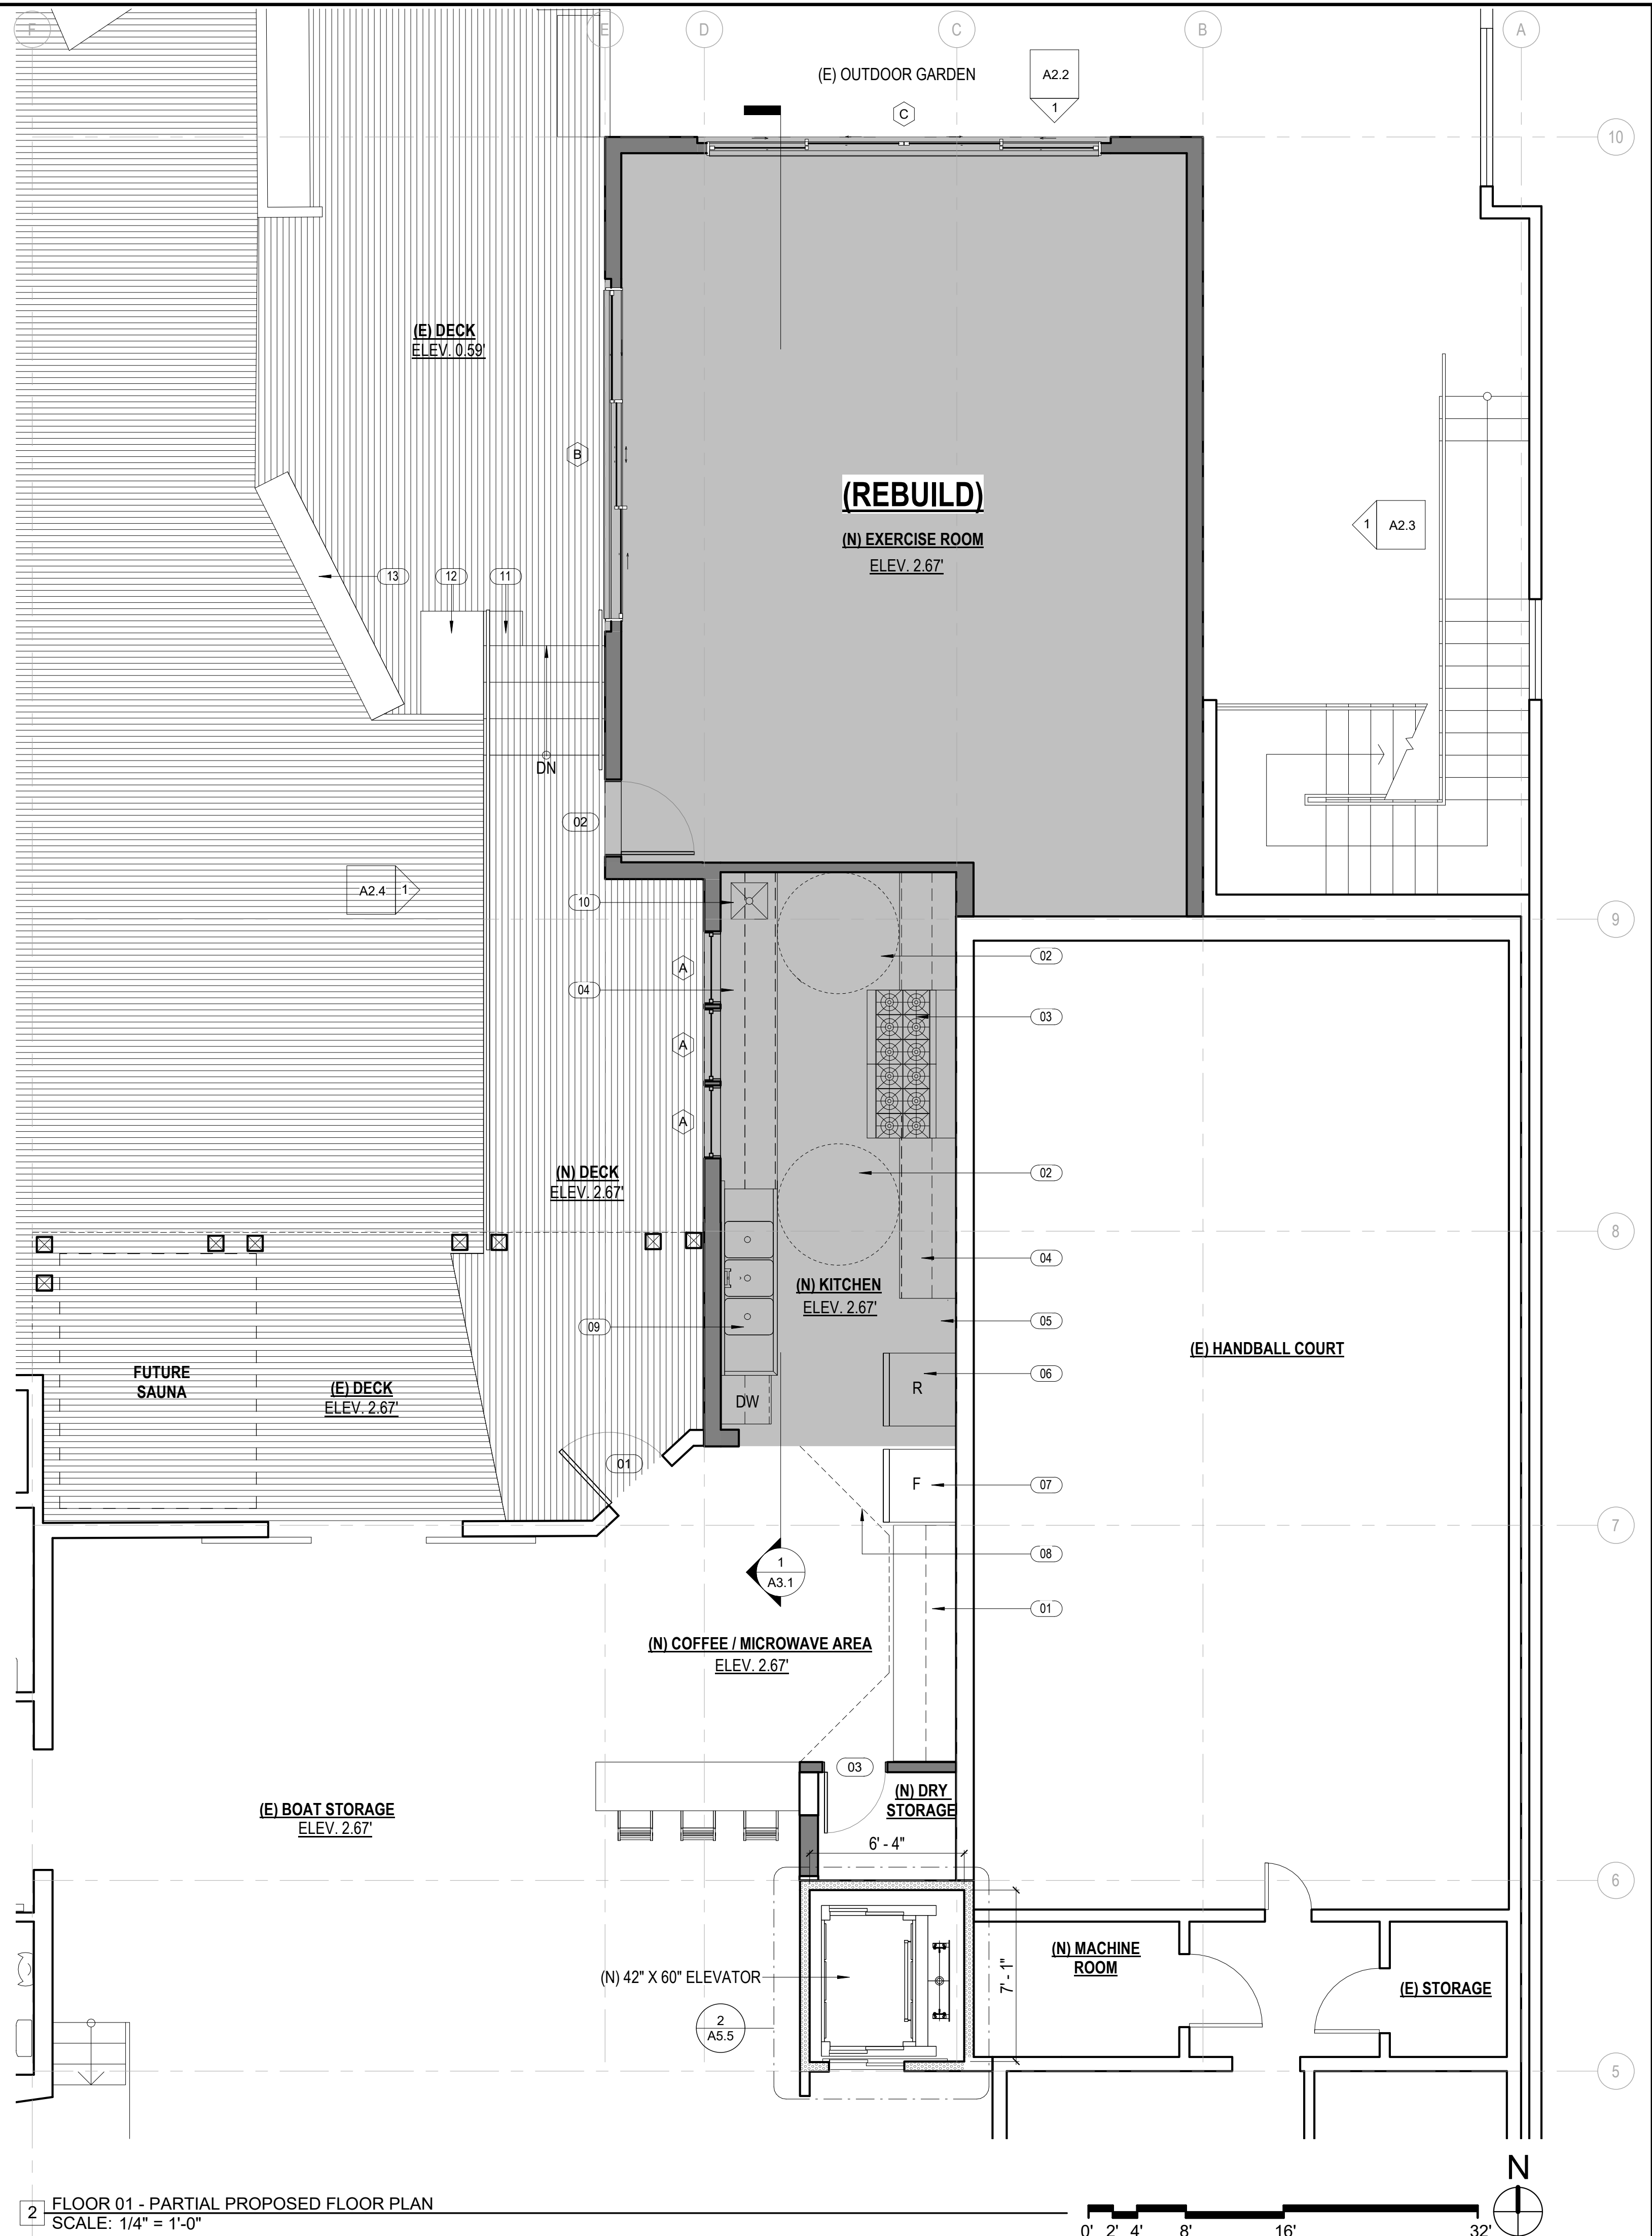 F
E
D
C
B
A
(E) OUTDOOR GARDEN
A2.2
1
C
10
(E) DECK
ELEV. 0.59'
B
(REBUILD)
(N) EXERCISE ROOM
ELEV. 2.67'
1
A2.3
13
12
11
DN
02
A2.4
1
10
9
A
02
04
03
A
A
(N) DECK
ELEV. 2.67'
02
8
04
(N) KITCHEN
ELEV. 2.67'
05
09
(E) HANDBALL COURT
FUTURE
SAUNA
(E) DECK
ELEV. 2.67'
R
06
DW
01
F
07
7
08
1
A3.1
01
(N) COFFEE / MICROWAVE AREA
ELEV. 2.67'
03
(N) DRY
STORAGE
(E) BOAT STORAGE
ELEV. 2.67'
6' - 4"
6
(N) MACHINE
ROOM
(N) 42" X 60" ELEVATOR
7' - 1"
(E) STORAGE
2
A5.5
5
N
2
FLOOR 01 - PARTIAL PROPOSED FLOOR PLAN
SCALE: 1/4" = 1'-0"
0' 2' 4' 8' 16' 32'